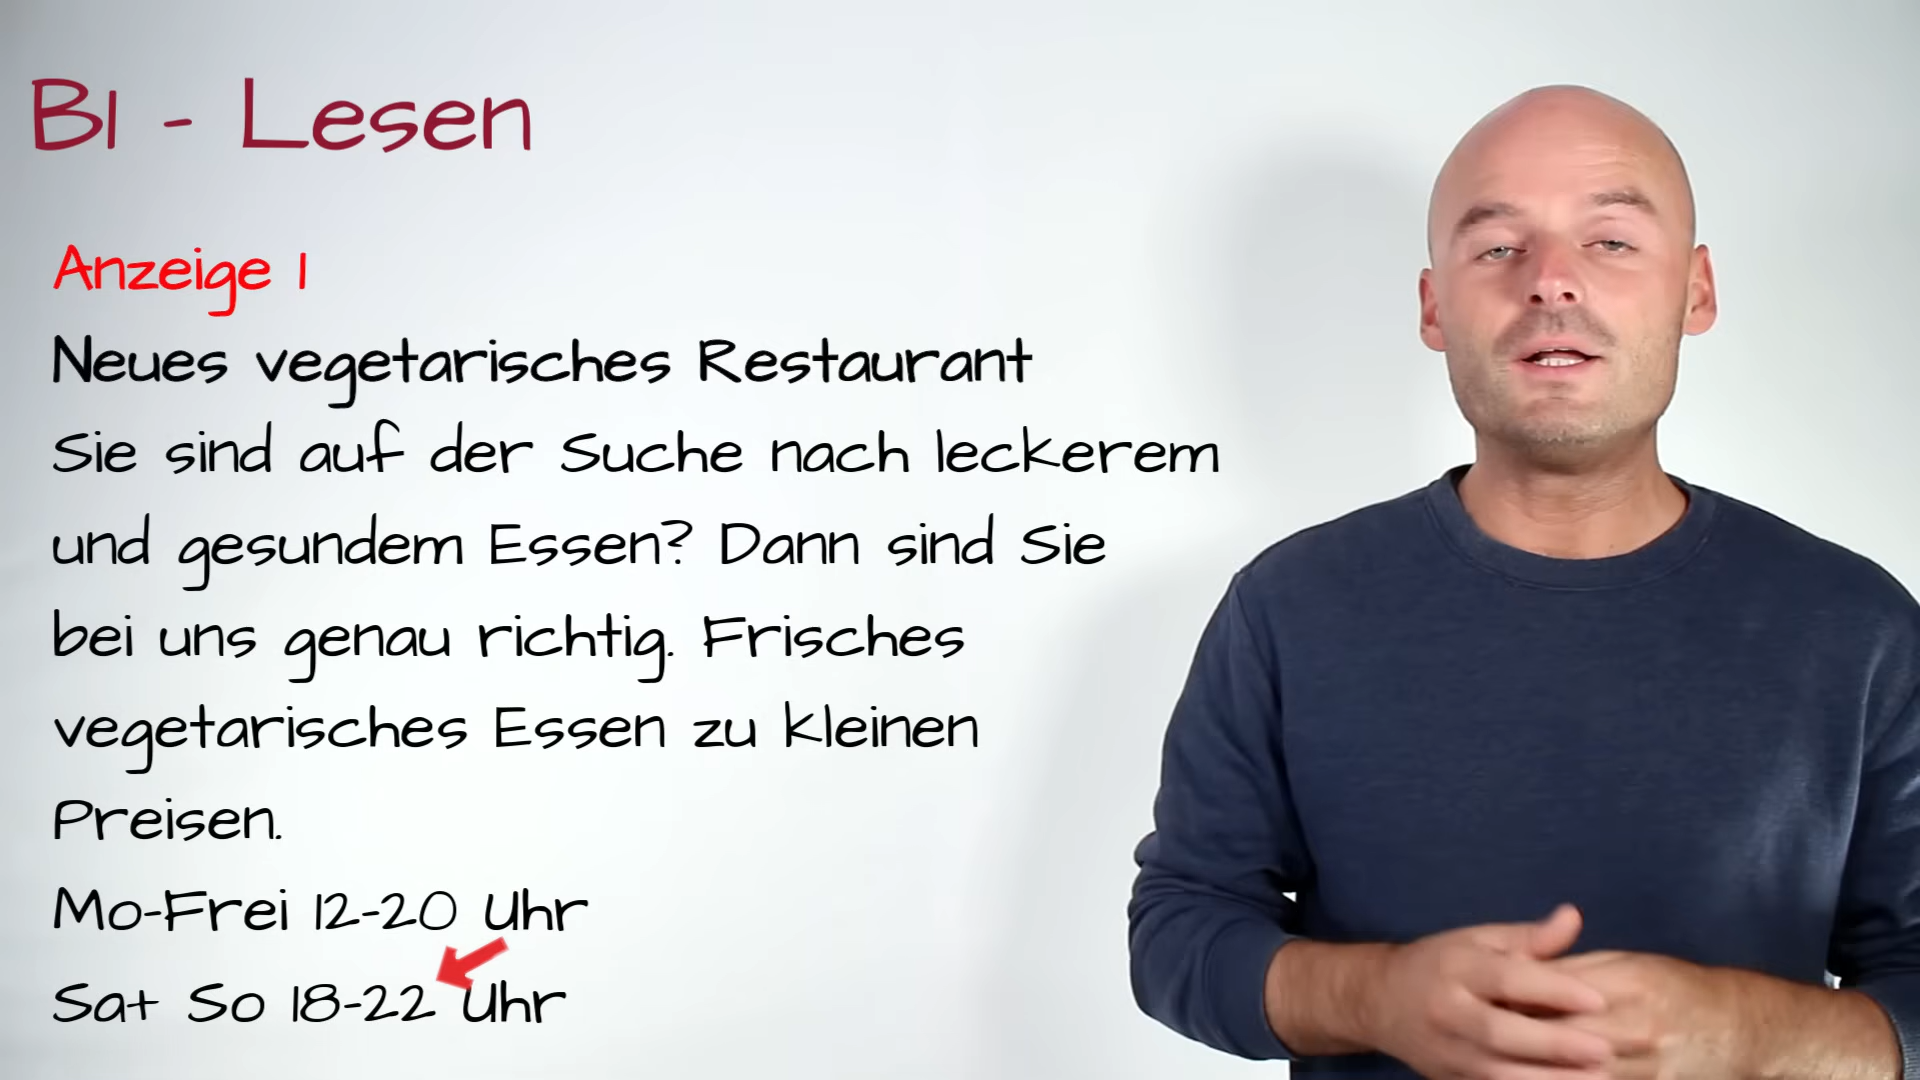 B1 - Lesen
Anzeige 1
Neues vegetarisches Restaurant
Sie sind auf der Suche nach leckerem
und gesundem Essen? Dann sind Sie
bei uns genau richtig. Frisches
vegetarisches Essen zu kleinen
Preisen.
Mo-Frei 12-20 Uhr
Sat So 18-22 Uhr